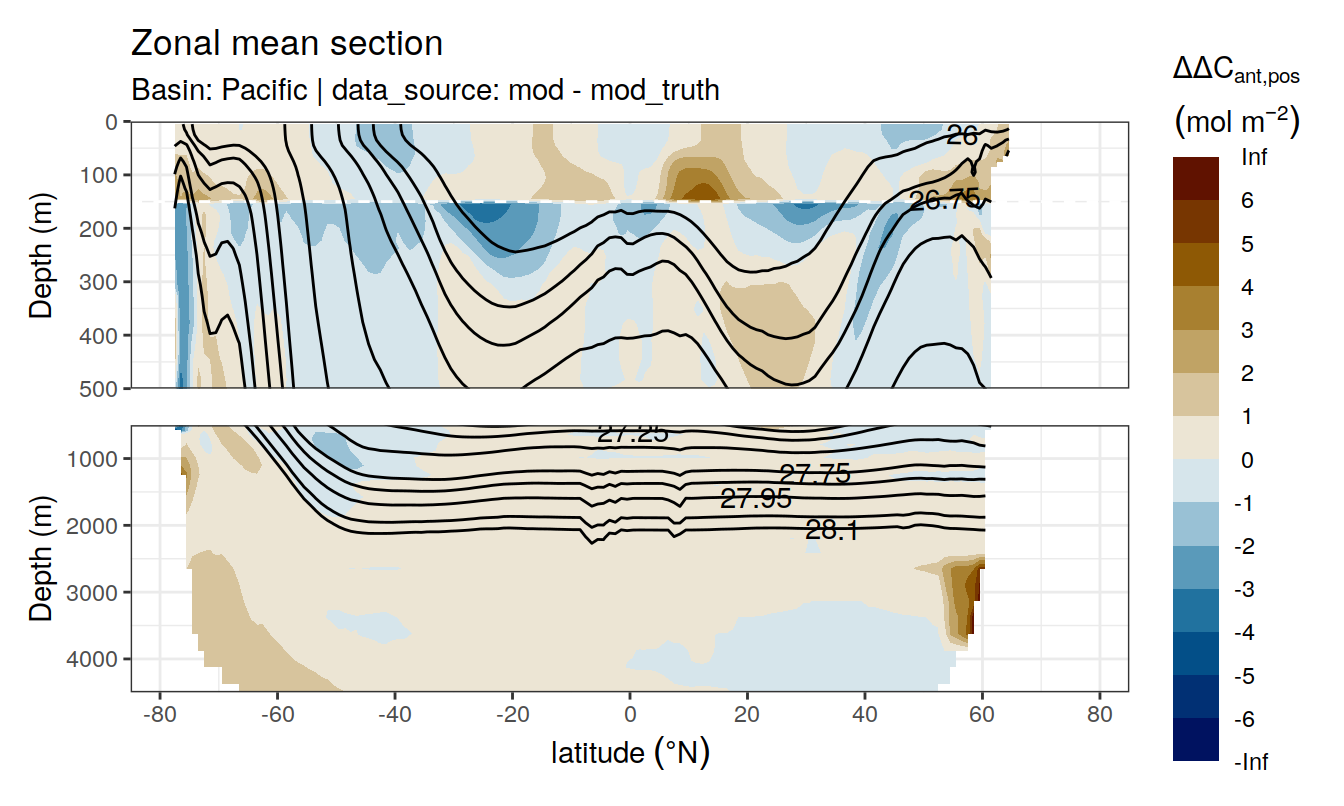 Zonal mean section
Basin: Pacific | data_source: mod - mod_truth
ΔΔC_ant,pos
(mol m⁻²)
Inf
6
5
4
3
2
1
0
-1
-2
-3
-4
-5
-6
-Inf
Depth (m)
0
100
200
300
400
500
26
26.75
Depth (m)
1000
2000
3000
4000
27.25
27.75
27.95
28.1
-80 -60 -40 -20 0 20 40 60 80
latitude (°N)